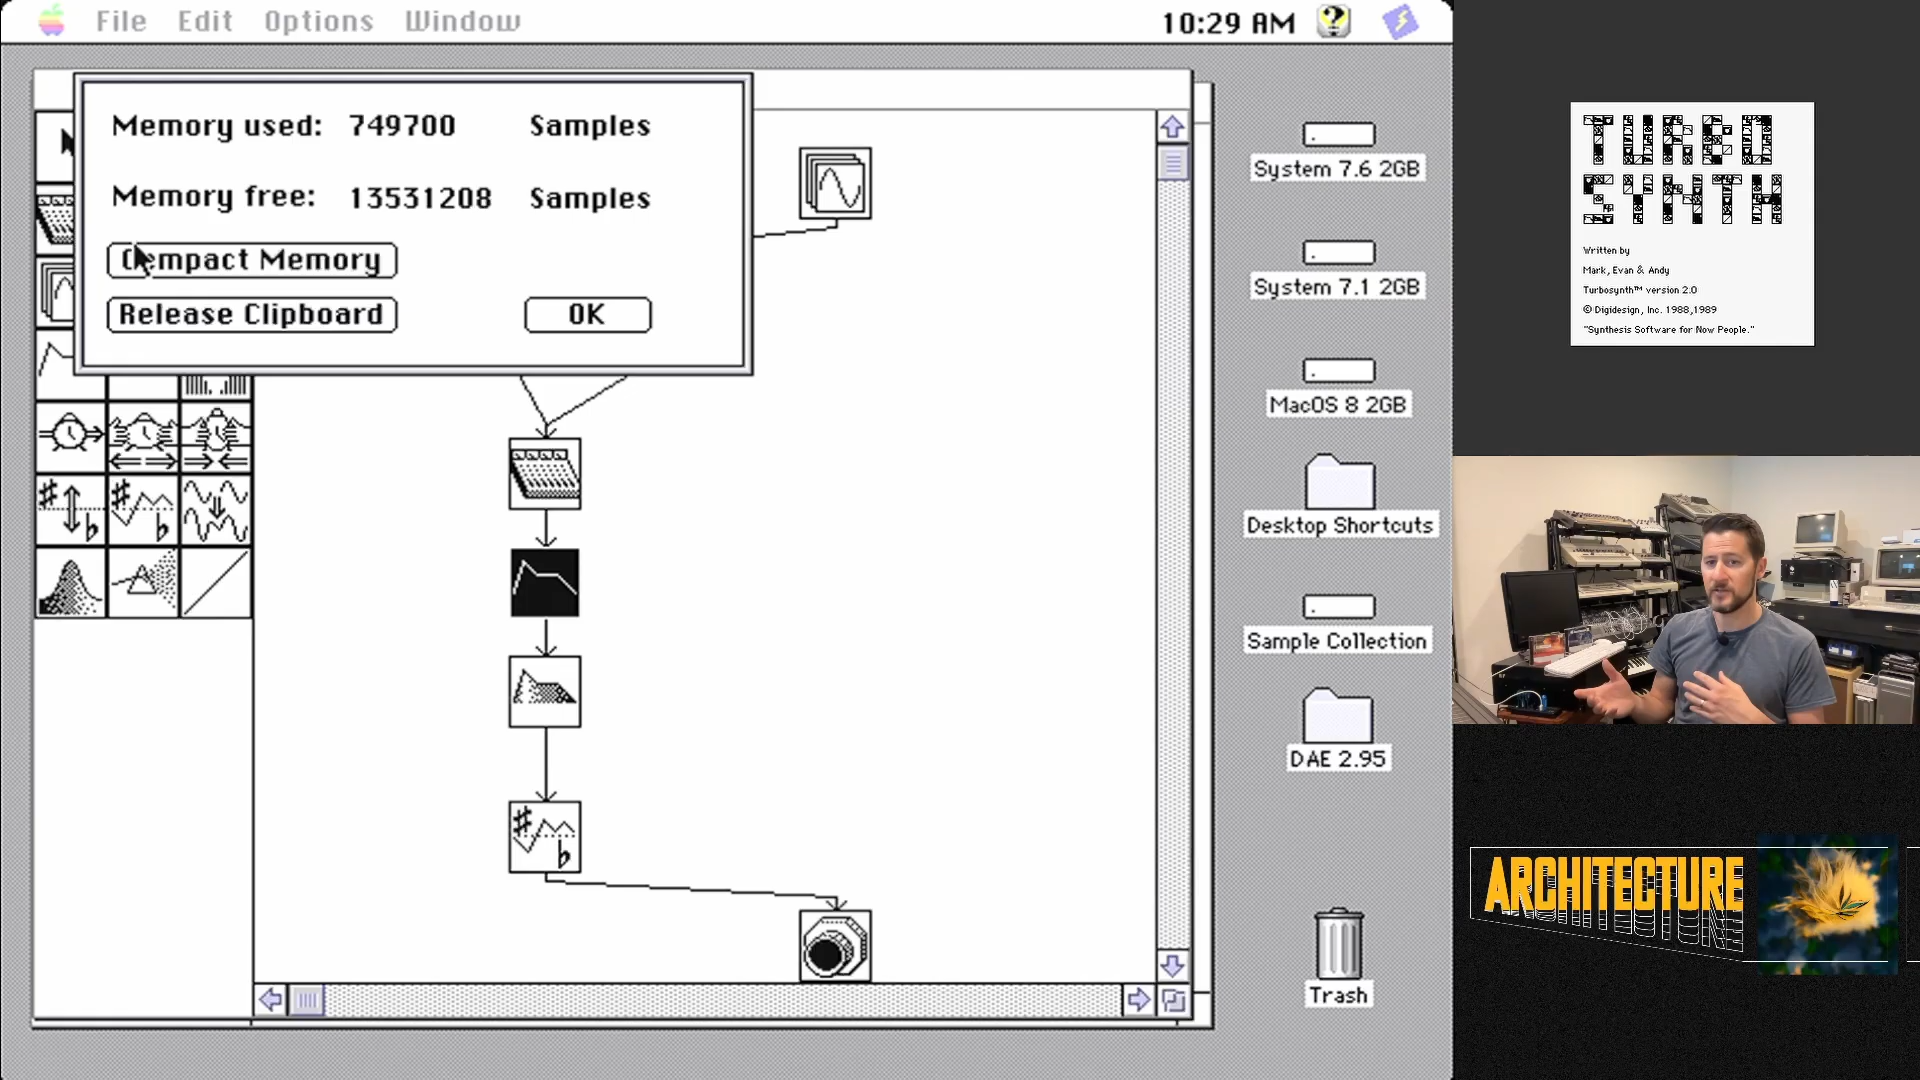 File Edit Options Window 10:29 AM
Memory used: 749700 Samples
Memory free: 13531208 Samples
Compact Memory
Release Clipboard OK
System 7.6 2GB
System 7.1 2GB
MacOS 8 2GB
Desktop Shortcuts
Sample Collection
DAE 2.95
Trash
TURBO
SYNTH
Written by
Mark, Evan & Andy
Turbosynth™ version 2.0
© Digidesign, Inc. 1988,1989
"Synthesis Software for Now People."
ARCHITECTURE